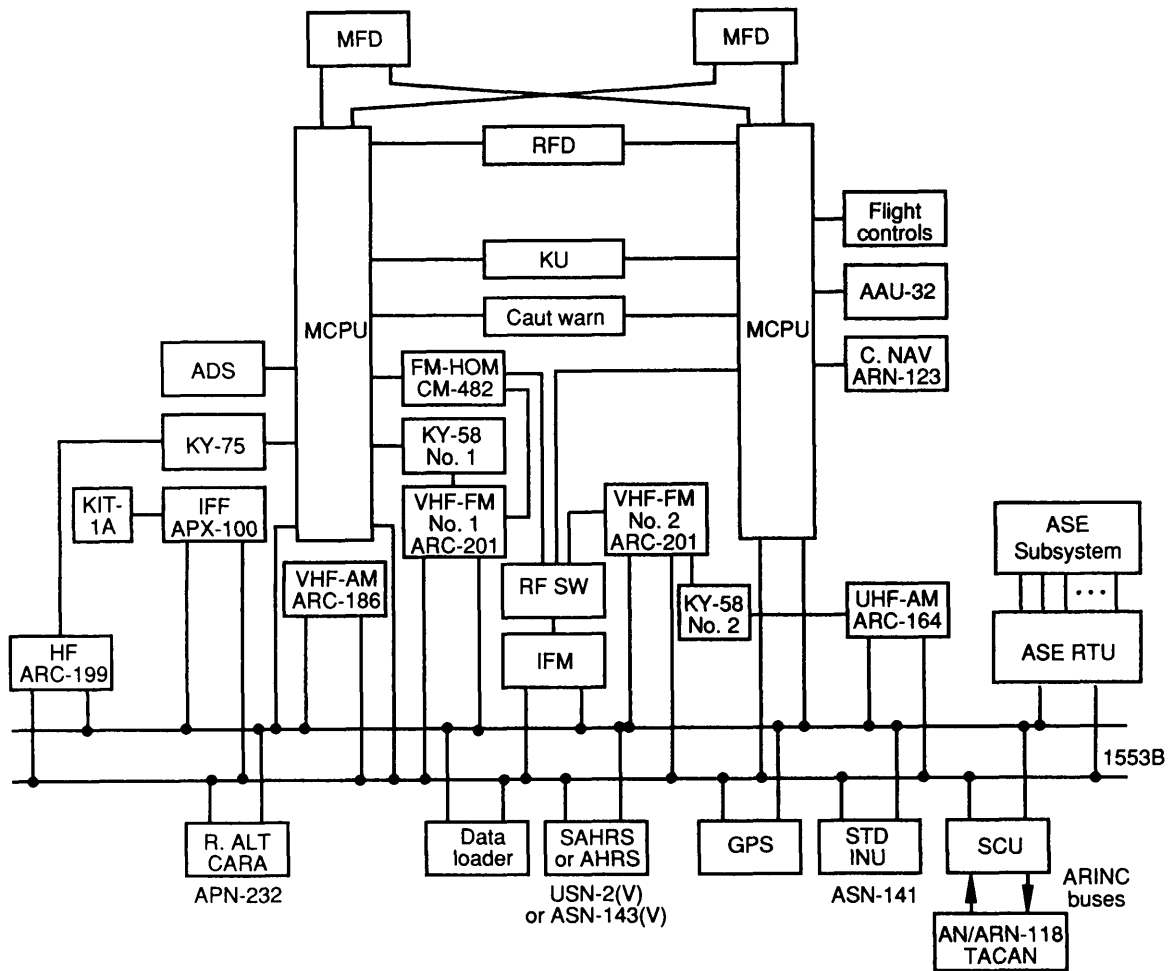 MFD
MFD
RFD
Flight
controls
KU
AAU-32
Caut warn
MCPU
MCPU
ADS
FM-HOM
CM-482
C. NAV
ARN-123
KY-75
KY-58
No. 1
KIT-
1A
IFF
APX-100
VHF-FM
No. 1
ARC-201
VHF-FM
No. 2
ARC-201
ASE
Subsystem
VHF-AM
ARC-186
RF SW
KY-58
No. 2
UHF-AM
ARC-164
HF
ARC-199
IFM
ASE RTU
1553B
R. ALT
CARA
Data
loader
SAHRS
or AHRS
GPS
STD
INU
SCU
APN-232
USN-2(V)
or ASN-143(V)
ASN-141
ARINC
buses
AN/ARN-118
TACAN